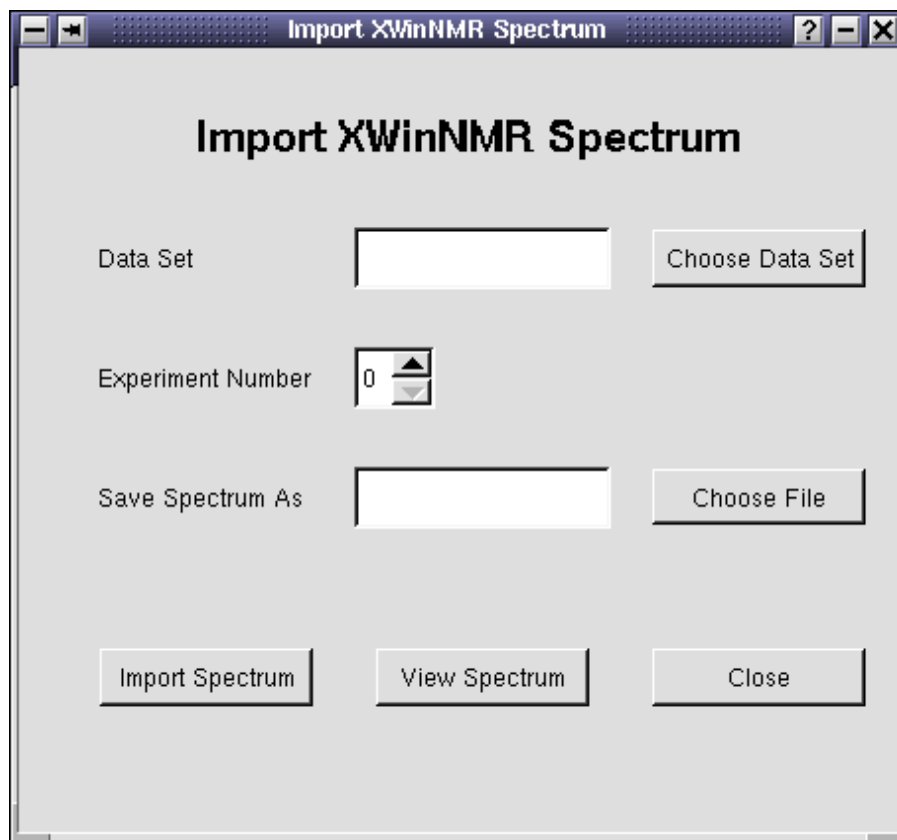 Import XWinNMR Spectrum
Import XWinNMR Spectrum
Data Set
Choose Data Set
Experiment Number
0
Save Spectrum As
Choose File
Import Spectrum
View Spectrum
Close